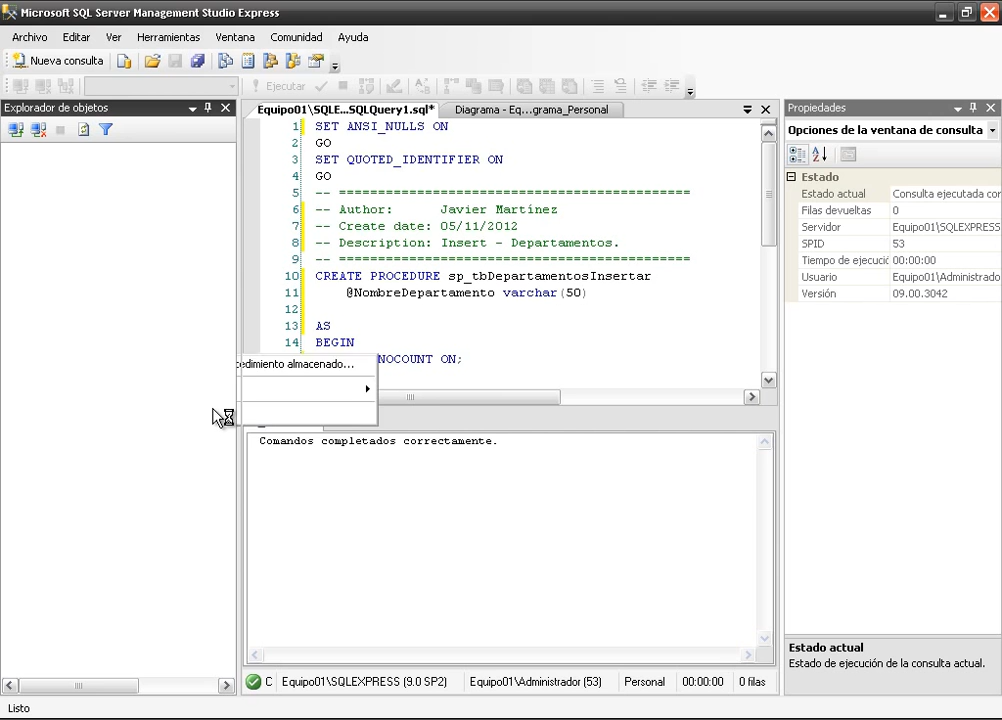 Microsoft SQL Server Management Studio Express
Archivo Editar Ver Herramientas Ventana Comunidad Ayuda
Nueva consulta
Ejecutar
Explorador de objetos
Equipo01\SQLE...SQLQuery1.sql* Diagrama - Eq...grama_Personal
1 SET ANSI_NULLS ON
2 GO
3 SET QUOTED_IDENTIFIER ON
4 GO
5 -- =============================================
6 -- Author: Javier Martínez
7 -- Create date: 05/11/2012
8 -- Description: Insert - Departamentos.
9 -- =============================================
10 CREATE PROCEDURE sp_tbDepartamentosInsertar
11 @NombreDepartamento varchar(50)
12
13 AS
14 BEGIN
NOCOUNT ON;
cedimiento almacenado...
Comandos completados correctamente.
C Equipo01\SQLEXPRESS (9.0 SP2) Equipo01\Administrador (53) Personal 00:00:00 0 filas
Propiedades
Opciones de la ventana de consulta
Estado
Estado actual Consulta ejecutada cor
Filas devueltas 0
Servidor Equipo01\SQLEXPRESS
SPID 53
Tiempo de ejecució 00:00:00
Usuario Equipo01\Administrado
Versión 09.00.3042
Estado actual
Estado de ejecución de la consulta actual.
Listo